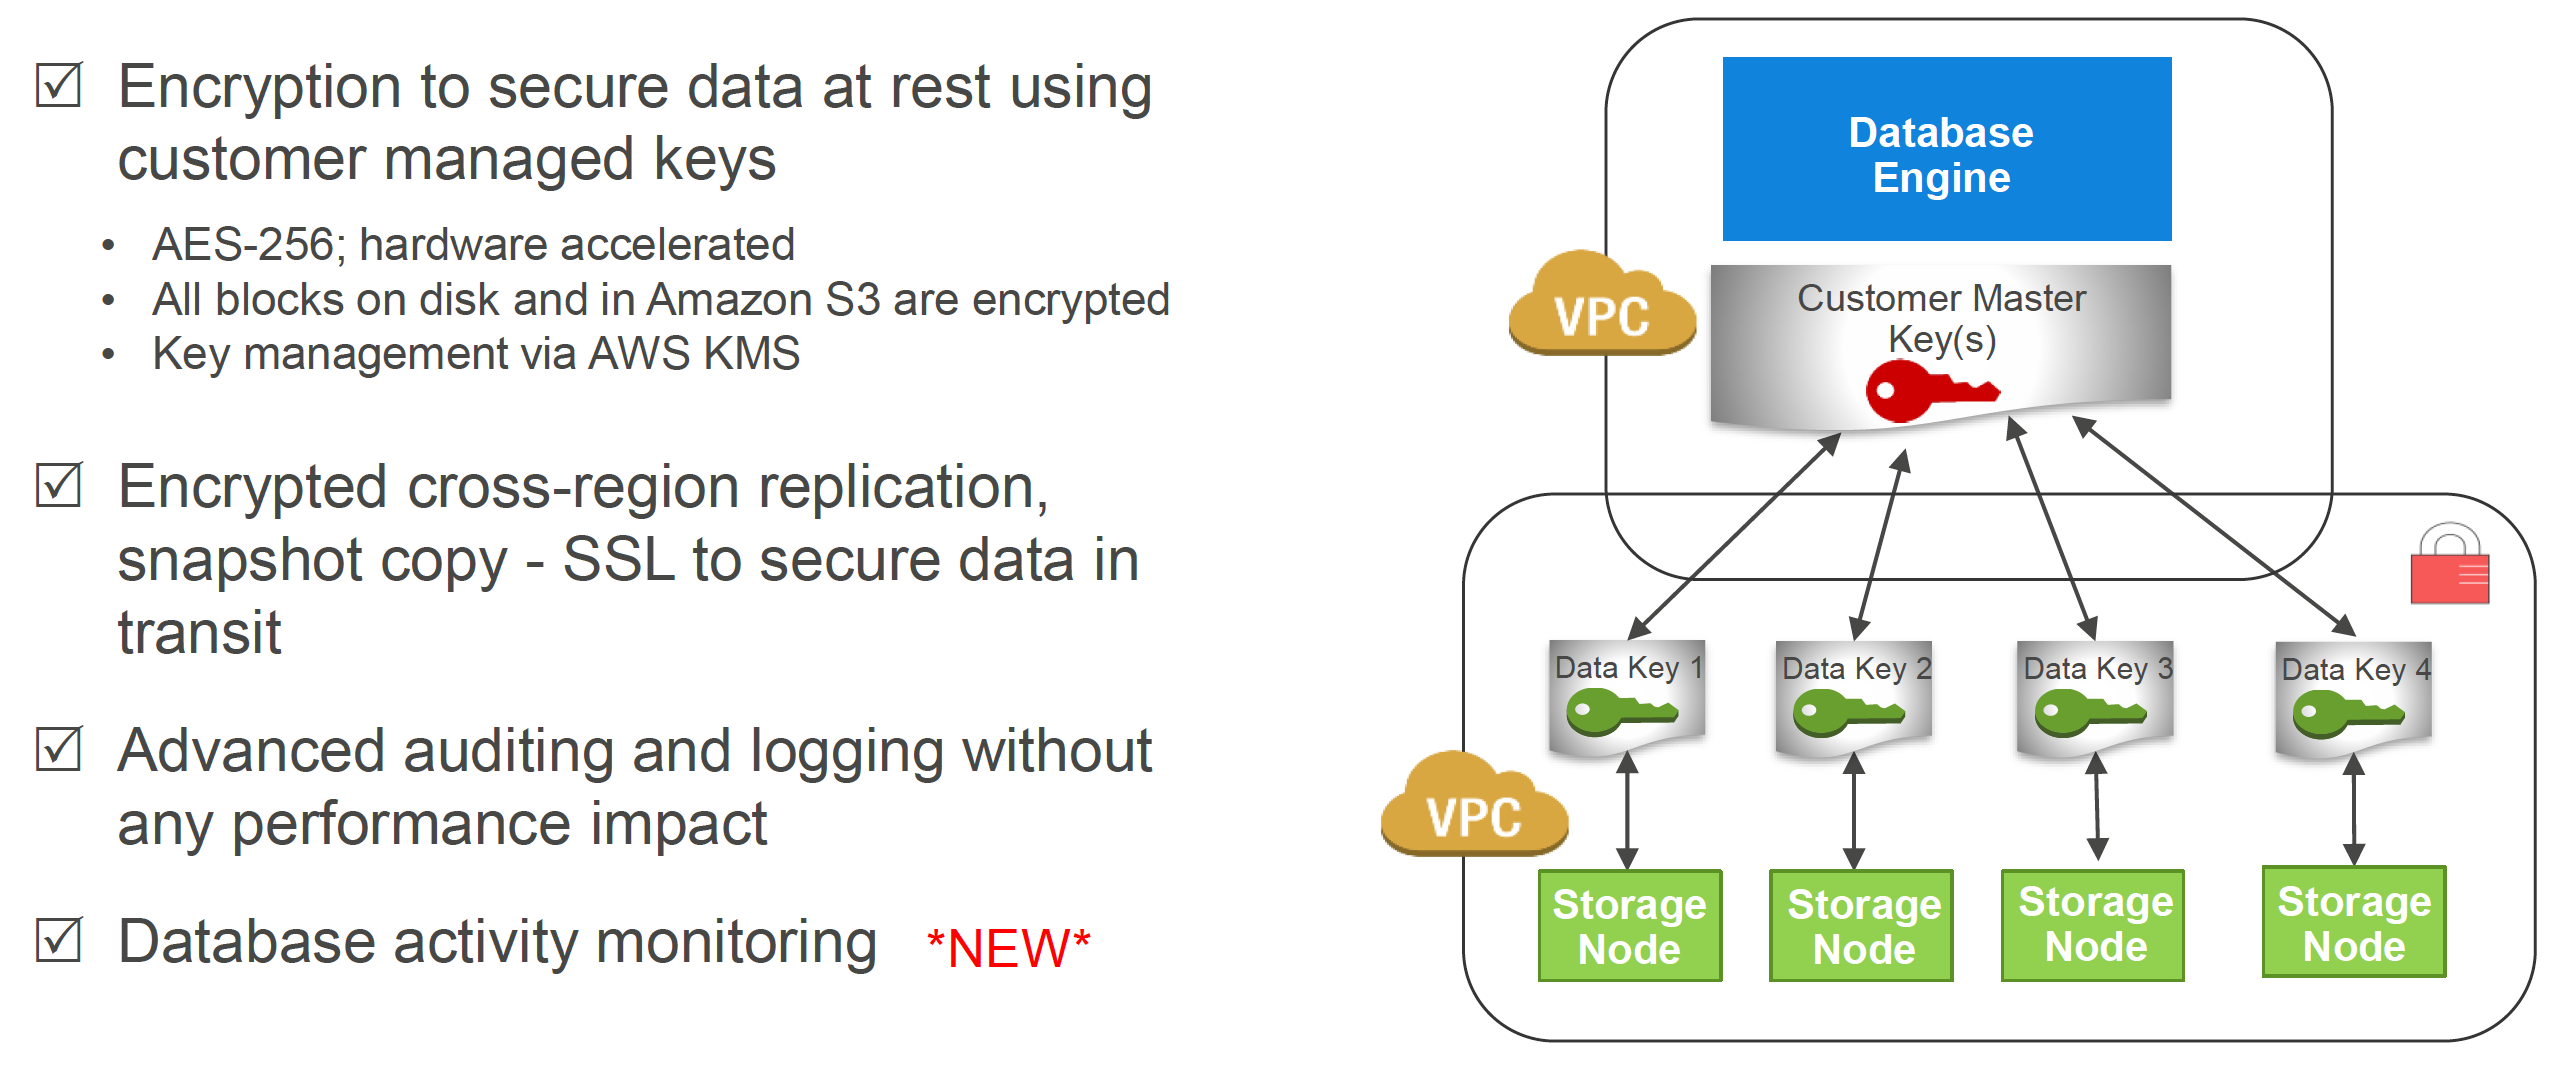 Encryption to secure data at rest using
customer managed keys
• AES-256; hardware accelerated
• All blocks on disk and in Amazon S3 are encrypted
• Key management via AWS KMS
Encrypted cross-region replication,
snapshot copy - SSL to secure data in
transit
Advanced auditing and logging without
any performance impact
Database activity monitoring *NEW*
Database
Engine
VPC
Customer Master
Key(s)
Data Key 1
Data Key 2
Data Key 3
Data Key 4
VPC
Storage
Node
Storage
Node
Storage
Node
Storage
Node